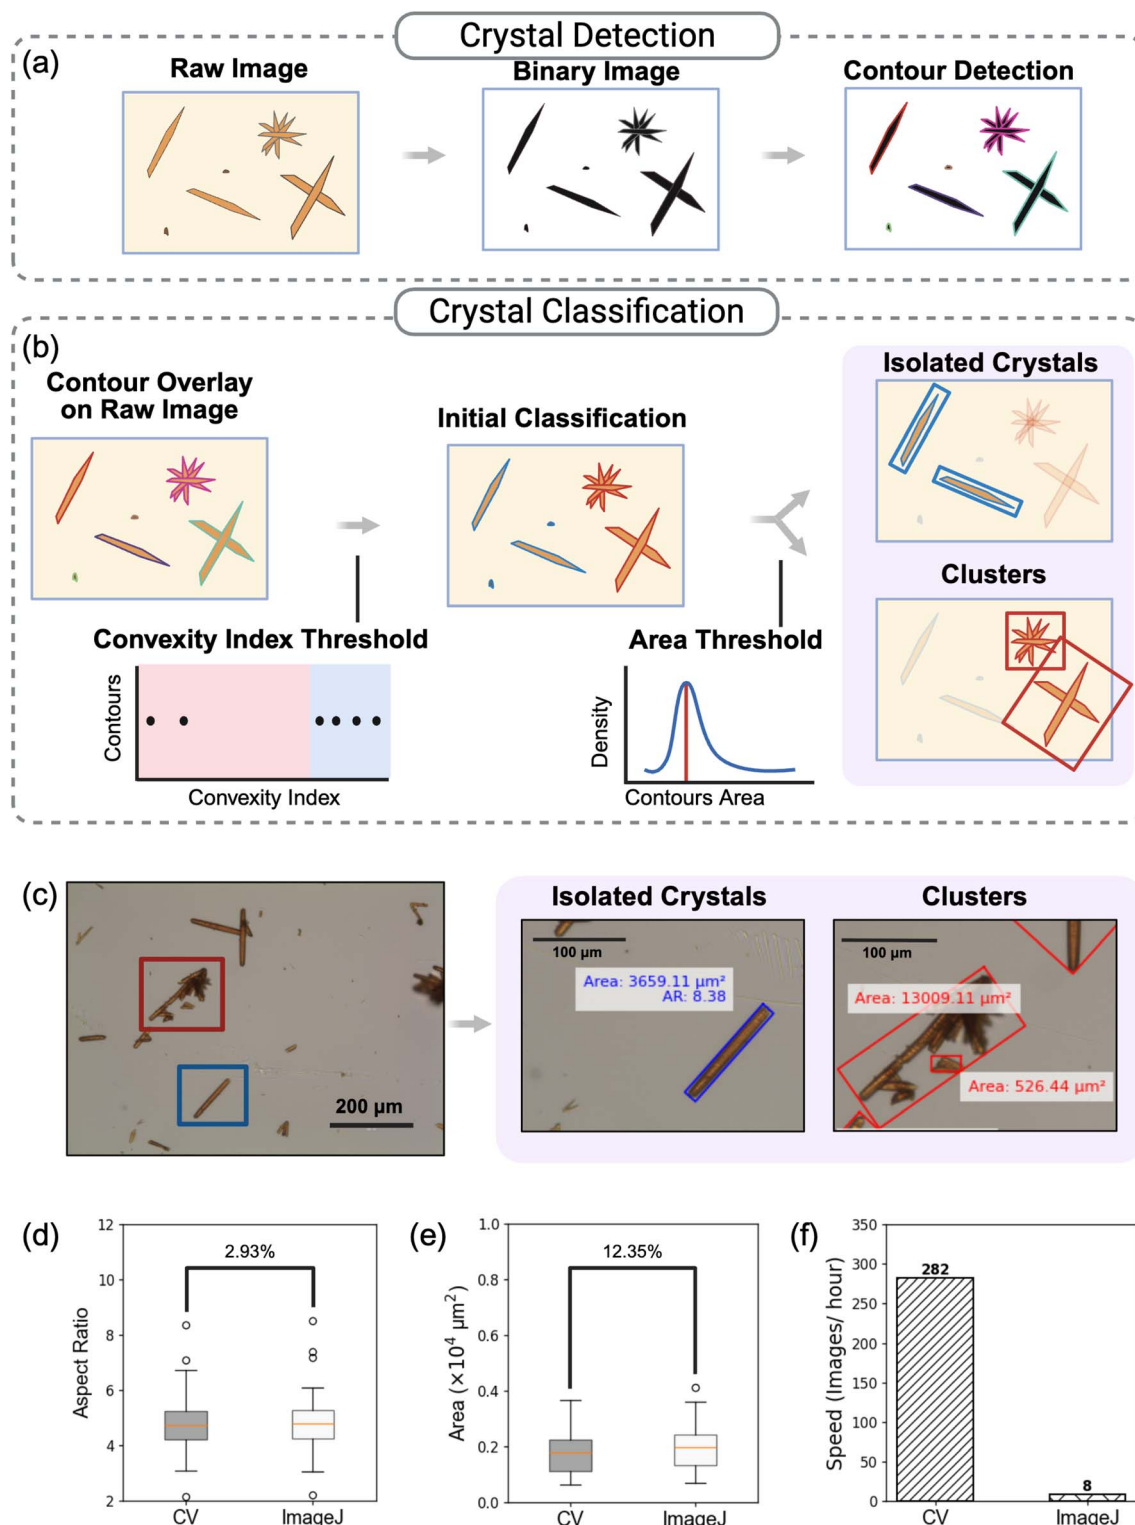 Crystal Detection
(a)
Raw Image
Binary Image
Contour Detection
Crystal Classification
(b)
Contour Overlay
on Raw Image
Initial Classification
Isolated Crystals
Clusters
Convexity Index Threshold
Contours
Convexity Index
Area Threshold
Density
Contours Area
(c)
200 µm
Isolated Crystals
Clusters
100 µm
Area: 3659.11 µm²
AR: 8.38
100 µm
Area: 13009.11 µm²
Area: 526.44 µm²
(d)
12
10
8
6
4
2
Aspect Ratio
2.93%
CV
ImageJ
(e)
1.0
0.8
0.6
0.4
0.2
0.0
Area (×10⁴ µm²)
12.35%
CV
ImageJ
(f)
350
300
250
200
150
100
50
0
Speed (Images/ hour)
282
8
CV
ImageJ